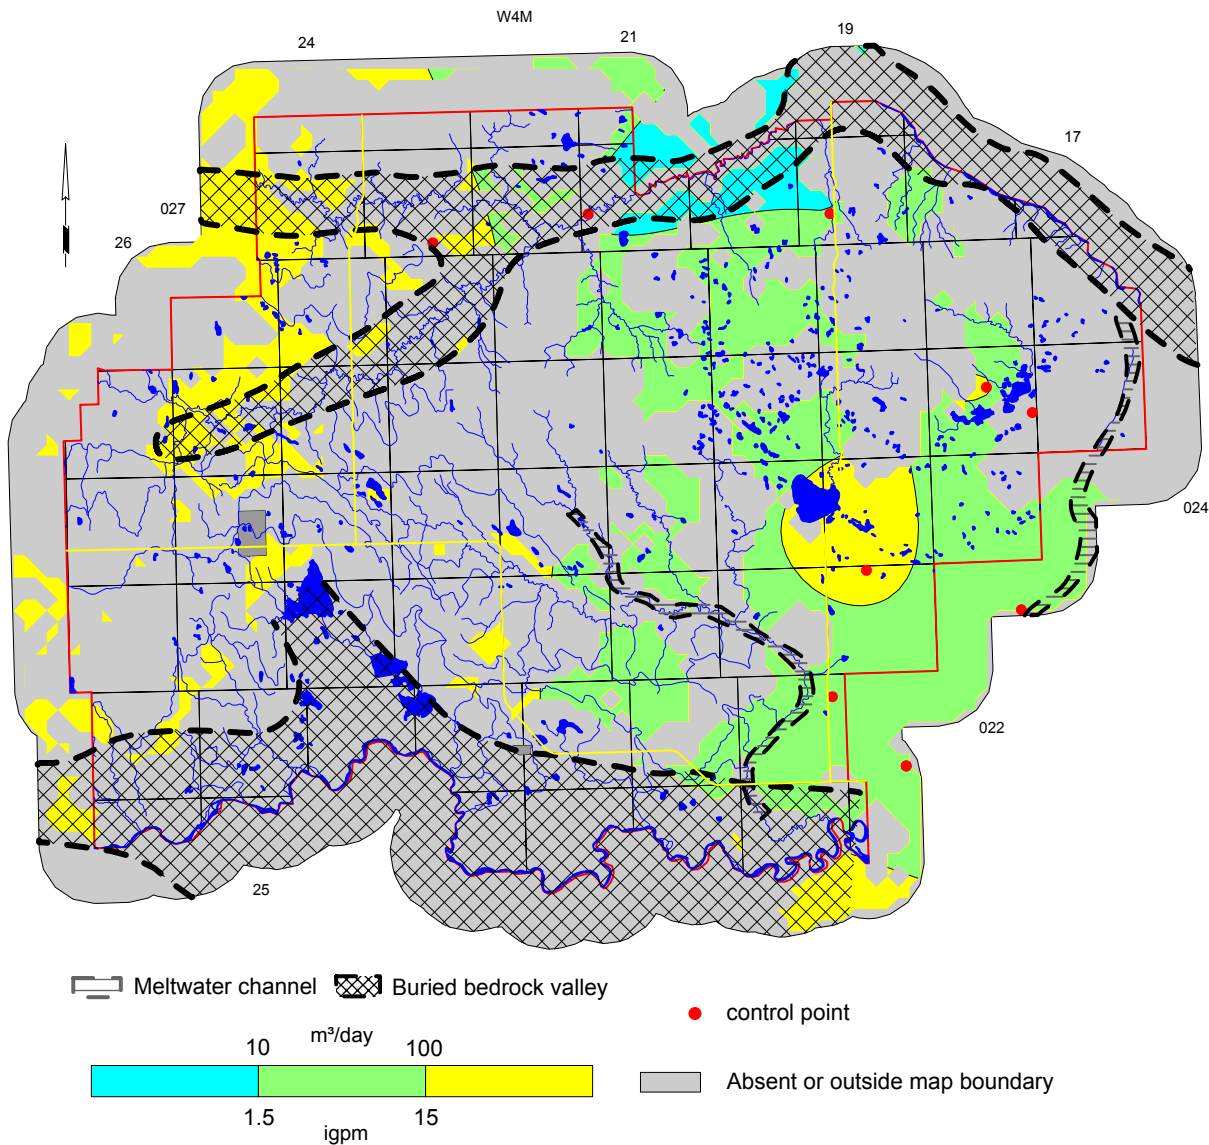 W4M
24
21
19
17
027
26
024
022
25
Meltwater channel
Buried bedrock valley
control point
m³/day
10
100
1.5
15
igpm
Absent or outside map boundary